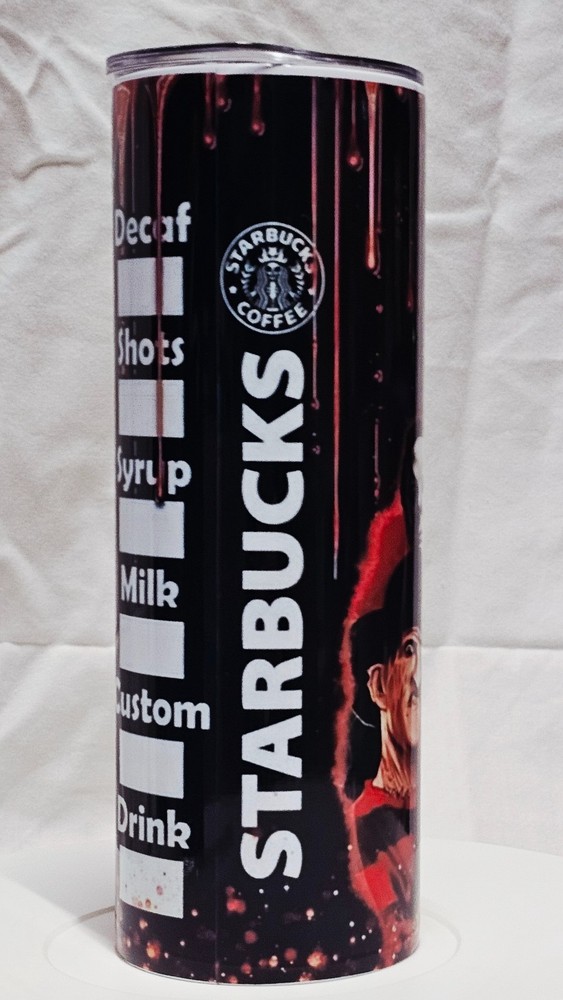 Decaf
Shots
Syrup
Milk
Custom
Drink
STARBUCKS
COFFEE
STARBUCKS